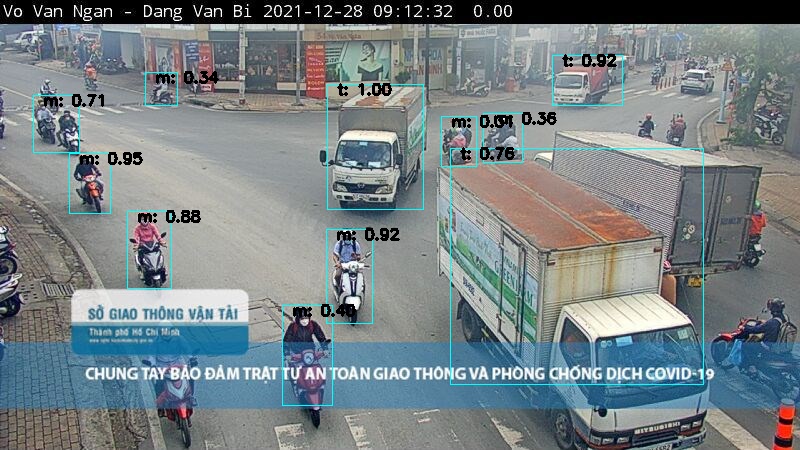 Vo Van Ngan - Dang Van Bi 2021-12-28 09:12:32 0.00
t: 0.92
m: 0.34
t: 1.00
m: 0.71
m: 0.36
t: 0.76
m: 0.95
m: 0.88
m: 0.92
SỞ GIAO THÔNG VẬN TẢI
Thành phố Hồ Chí Minh
CHUNG TAY BẢO ĐẢM TRẬT TỰ AN TOÀN GIAO THÔNG VÀ PHÒNG CHỐNG DỊCH COVID-19